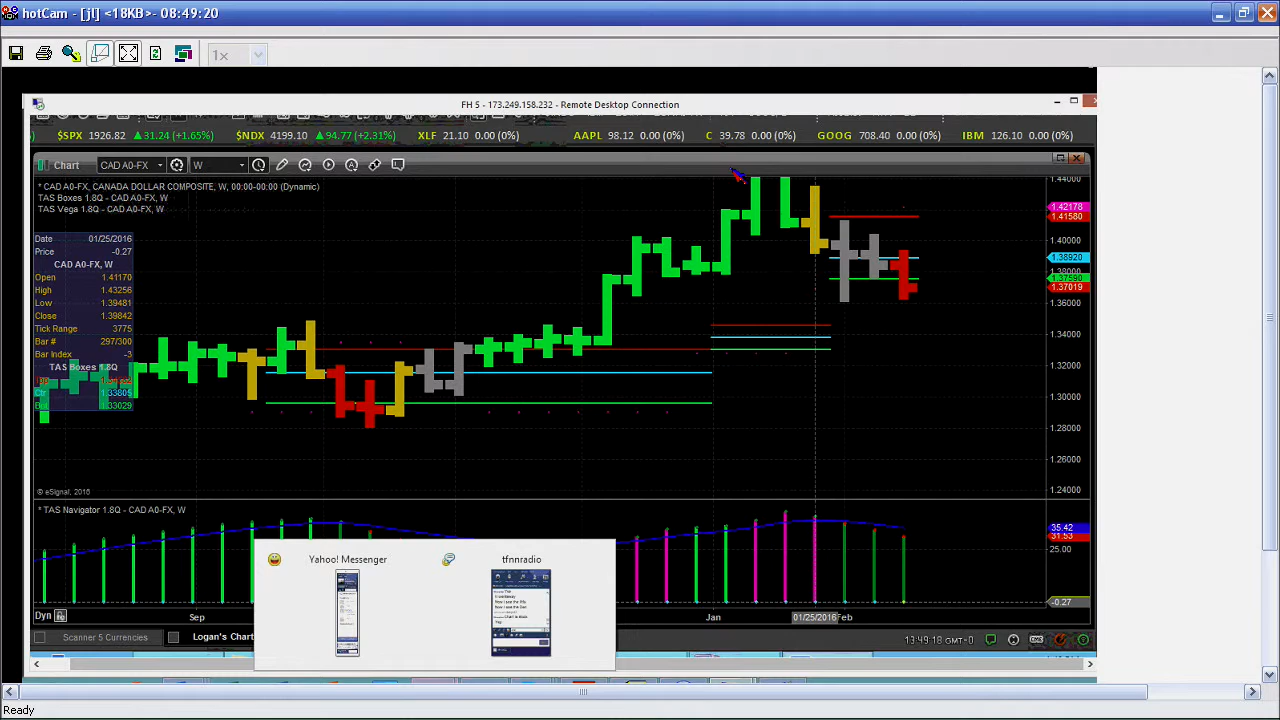 hotCam - [jl] <18KB>- 08:49:20
1x
FH 5 - 173.249.158.232 - Remote Desktop Connection
$SPX 1926.82 ▲31.24 (+1.65%) $NDX 4199.10 ▲94.77 (+2.31%) XLF 21.10 0.00 (0%) AAPL 98.12 0.00 (0%) C 39.78 0.00 (0%) GOOG 708.40 0.00 (0%) IBM 126.10 0.00 (0%)
Chart CAD A0-FX W
* CAD A0-FX, CANADA DOLLAR COMPOSITE, W, 00:00-00:00 (Dynamic)
TAS Boxes 1.8Q - CAD A0-FX, W
TAS Vega 1.8Q - CAD A0-FX, W
Date 01/25/2016
Price -0.27
CAD A0-FX, W
Open 1.41170
High 1.43256
Low 1.39481
Close 1.39842
Tick Range 3775
Bar # 297/300
Bar Index -3
TAS Boxes 1.8Q
Ctr 1.33805
1.33029
1.44000
1.42178
1.41580
1.40000
1.38920
1.38000
1.37019
1.36000
1.34000
1.32000
1.30000
1.28000
1.26000
1.24000
© eSignal, 2016
* TAS Navigator 1.8Q - CAD A0-FX, W
35.42
31.53
25.00
-0.27
Yahoo! Messenger tfnnradio
Dyn Sep Jan 01/25/2016 Feb
Scanner 5 Currencies Logan's Chart 13:49:18 GMT-0
Ready